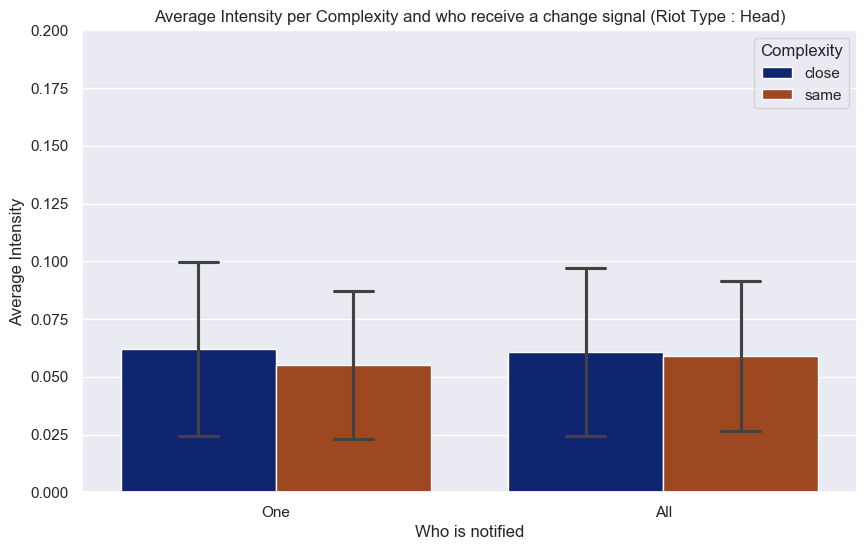 Average Intensity per Complexity and who receive a change signal (Riot Type : Head)
Complexity
close
same
Average Intensity
0.200
0.175
0.150
0.125
0.100
0.075
0.050
0.025
0.000
One
All
Who is notified